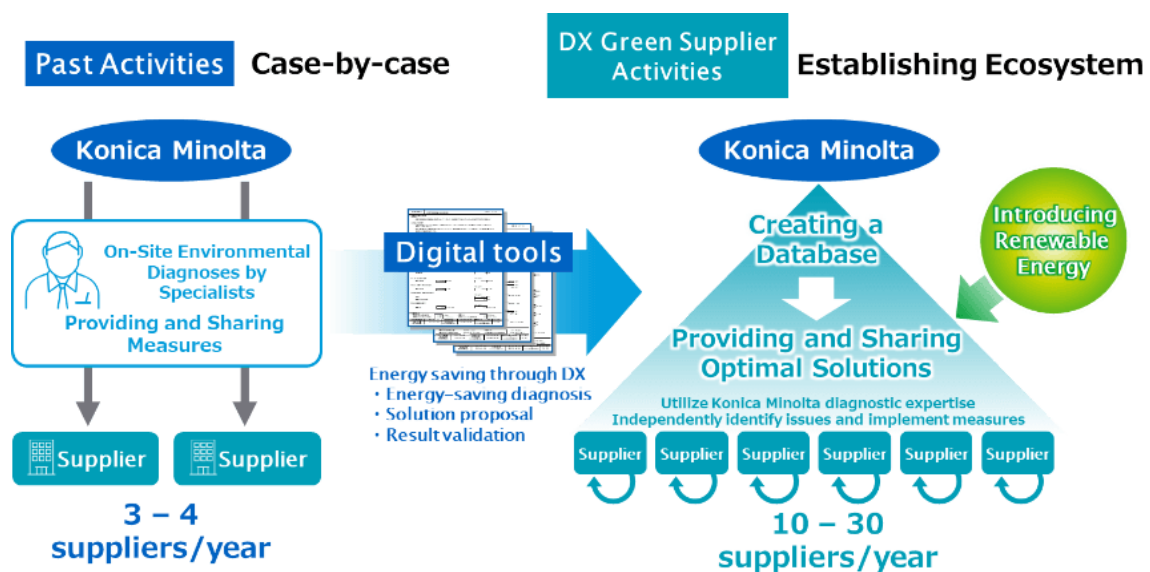 Past Activities
Case-by-case
Konica Minolta
On-Site Environmental
Diagnoses by
Specialists
Providing and Sharing
Measures
Supplier
Supplier
3 – 4
suppliers/year
Digital tools
Energy saving through DX
・Energy-saving diagnosis
・Solution proposal
・Result validation
DX Green Supplier
Activities
Establishing Ecosystem
Konica Minolta
Creating a
Database
Introducing
Renewable
Energy
Providing and Sharing
Optimal Solutions
Utilize Konica Minolta diagnostic expertise
Independently identify issues and implement measures
Supplier
Supplier
Supplier
Supplier
Supplier
Supplier
10 – 30
suppliers/year